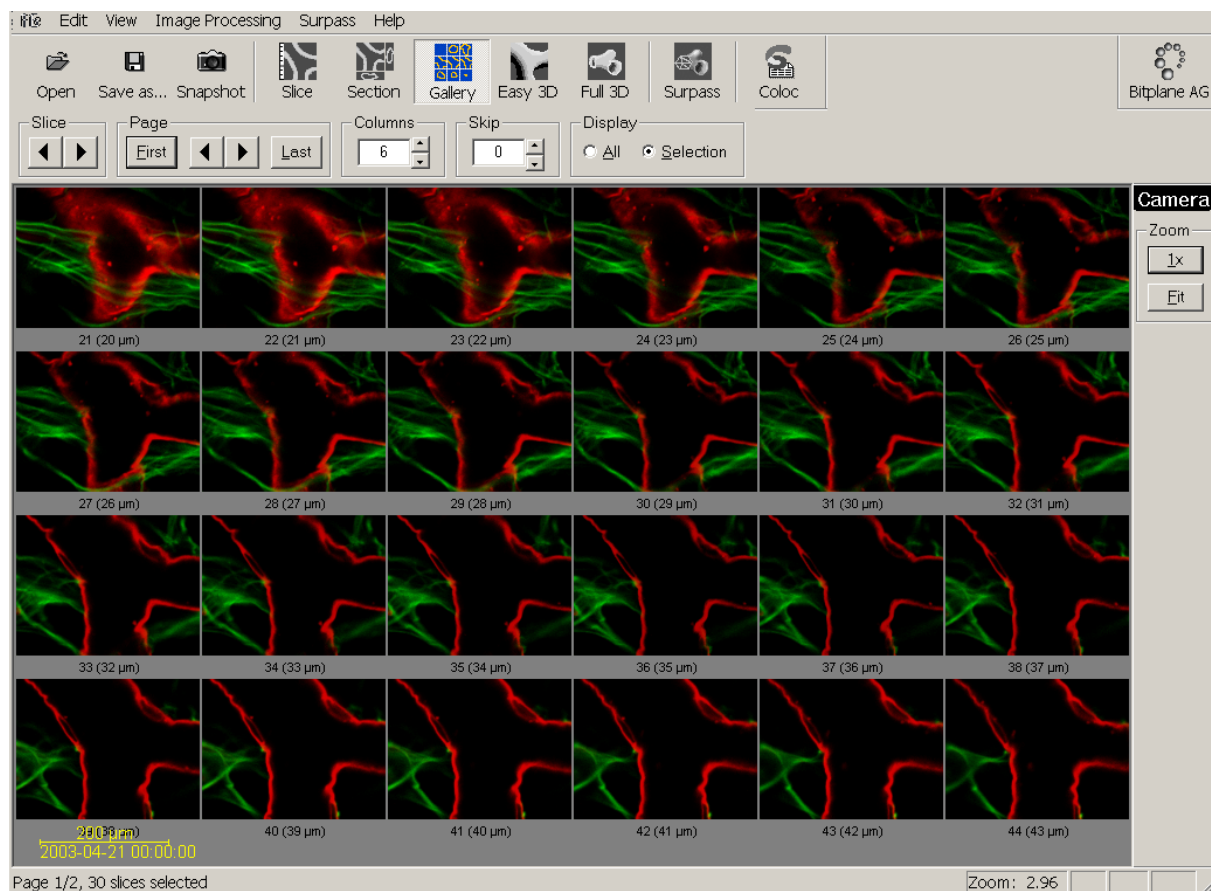 File Edit View Image Processing Surpass Help
Open Save as... Snapshot Slice Section Gallery Easy 3D Full 3D Surpass Coloc Bitplane AG
Slice Page Columns Skip Display
First Last 6 0 All Selection
Camera
Zoom
1x
Fit
21 (20 µm) 22 (21 µm) 23 (22 µm) 24 (23 µm) 25 (24 µm) 26 (25 µm)
27 (26 µm) 28 (27 µm) 29 (28 µm) 30 (29 µm) 31 (30 µm) 32 (31 µm)
33 (32 µm) 34 (33 µm) 35 (34 µm) 36 (35 µm) 37 (36 µm) 38 (37 µm)
39 (38 µm) 40 (39 µm) 41 (40 µm) 42 (41 µm) 43 (42 µm) 44 (43 µm)
200 µm
2003-04-21 00:00:00
Page 1/2, 30 slices selected Zoom: 2.96